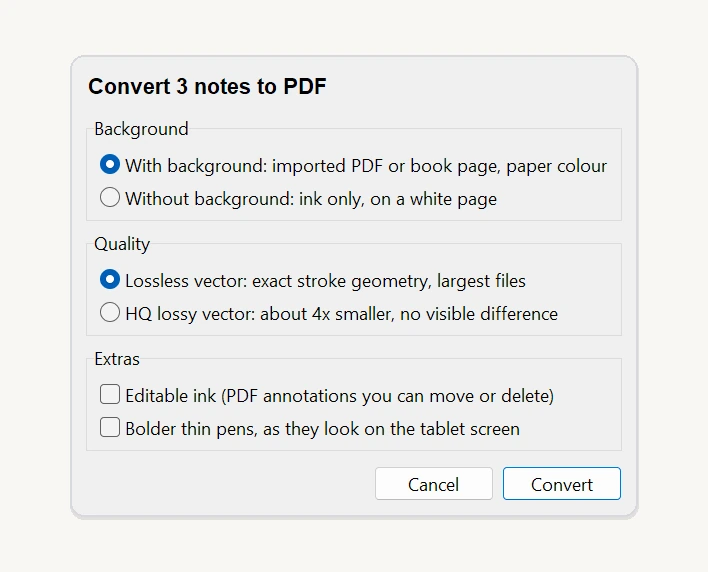 Convert 3 notes to PDF
Background
With background: imported PDF or book page, paper colour
Without background: ink only, on a white page
Quality
Lossless vector: exact stroke geometry, largest files
HQ lossy vector: about 4x smaller, no visible difference
Extras
Editable ink (PDF annotations you can move or delete)
Bolder thin pens, as they look on the tablet screen
Cancel
Convert